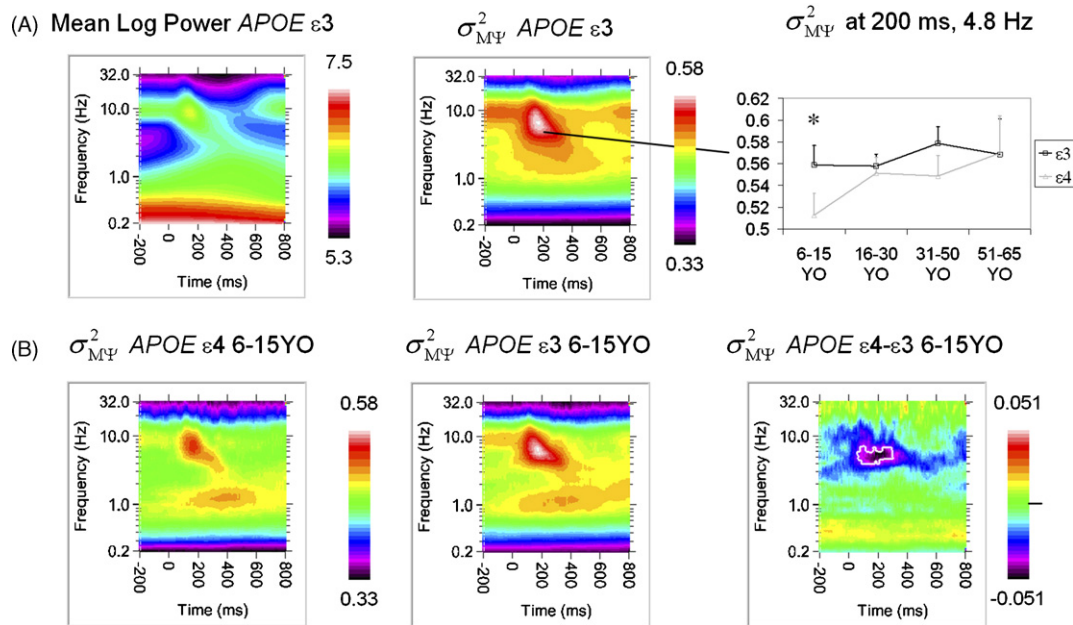 (A) Mean Log Power APOE ε3
σ²MΨ APOE ε3
σ²MΨ at 200 ms, 4.8 Hz
Frequency (Hz)
32.0
10.0
1.0
0.2
-200 0 200 400 600 800
Time (ms)
7.5
5.3
Frequency (Hz)
32.0
10.0
1.0
0.2
-200 0 200 400 600 800
Time (ms)
0.58
0.33
0.62
0.6
0.58
0.56
0.54
0.52
0.5
*
ε3
ε4
6-15 16-30 31-50 51-65
YO YO YO YO
(B) σ²MΨ APOE ε4 6-15YO
σ²MΨ APOE ε3 6-15YO
σ²MΨ APOE ε4-ε3 6-15YO
Frequency (Hz)
32.0
10.0
1.0
0.2
-200 0 200 400 600 800
Time (ms)
0.58
0.33
Frequency (Hz)
32.0
10.0
1.0
0.2
-200 0 200 400 600 800
Time (ms)
Frequency (Hz)
32.0
10.0
1.0
0.2
-200 0 200 400 600 800
Time (ms)
0.051
-0.051